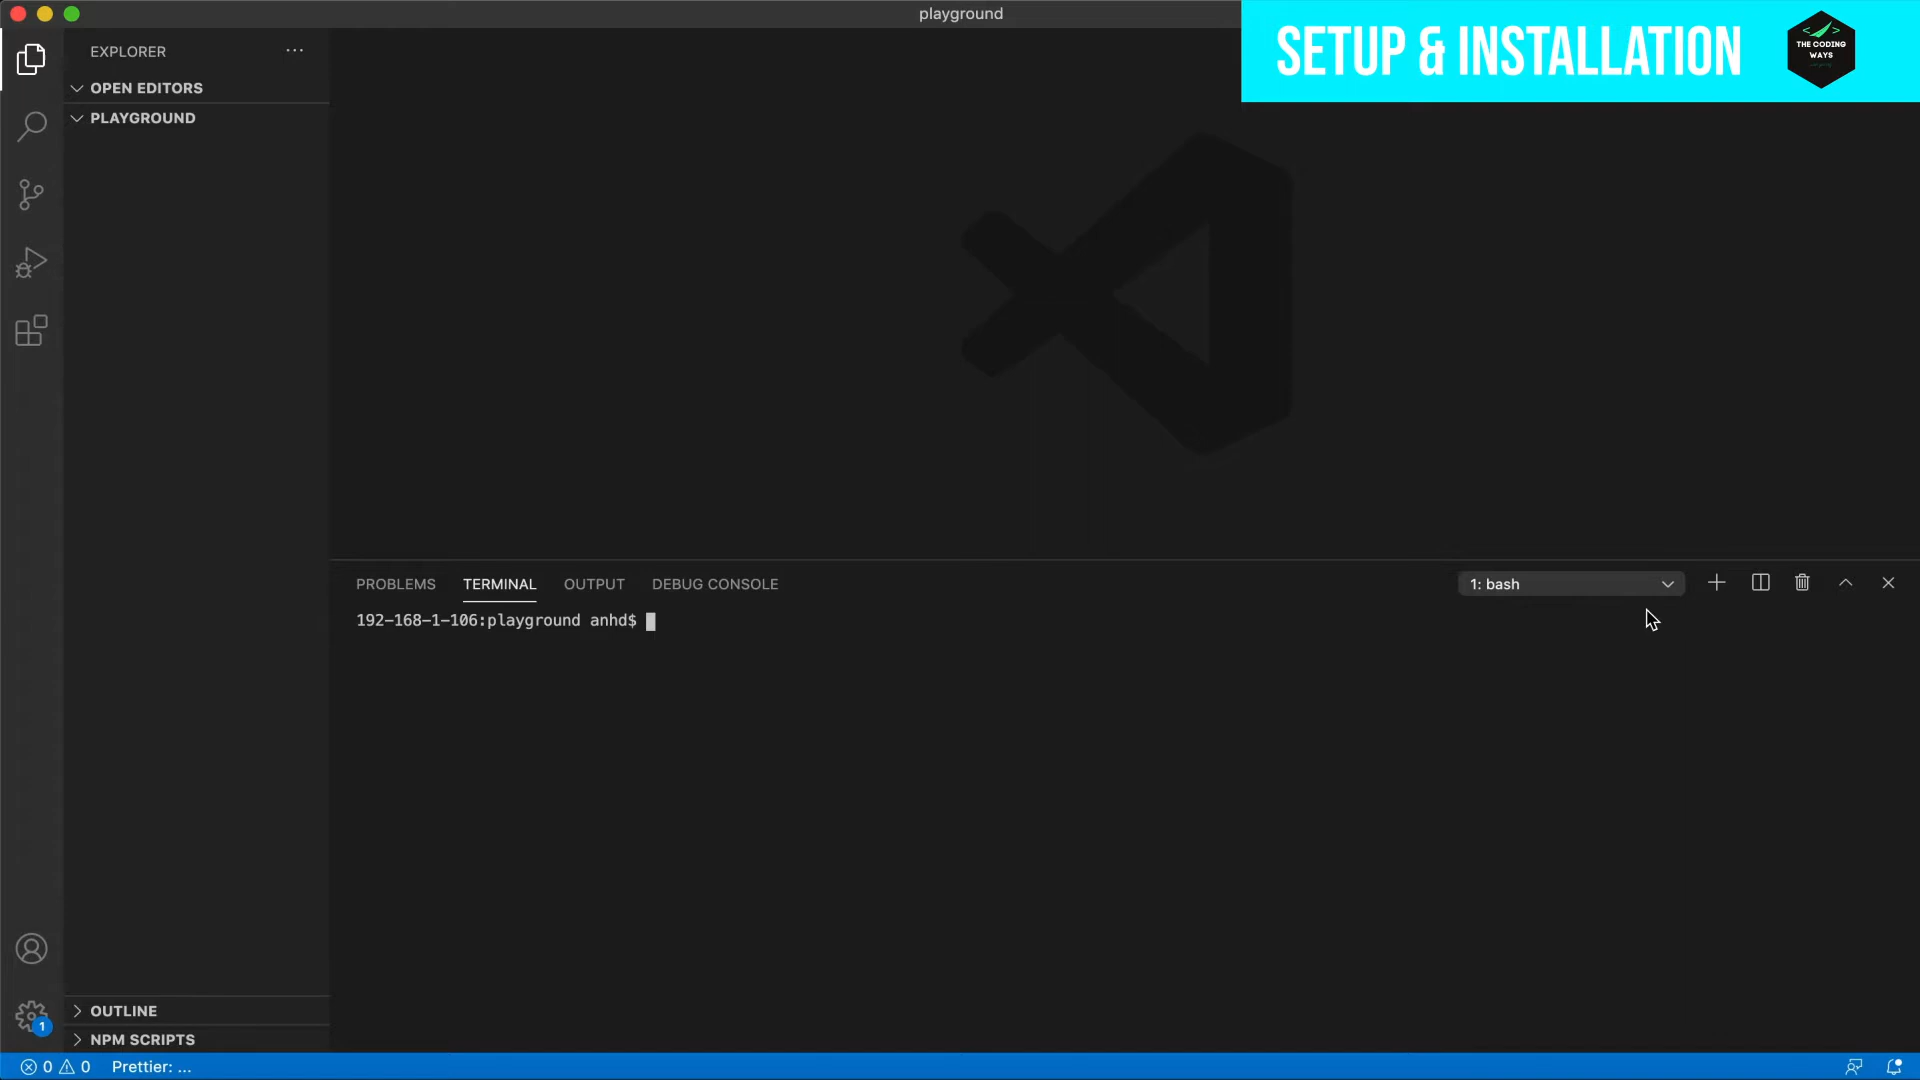 playground
SETUP & INSTALLATION
THE CODING
WAYS
EXPLORER
OPEN EDITORS
PLAYGROUND
PROBLEMS
TERMINAL
OUTPUT
DEBUG CONSOLE
1: bash
192-168-1-106:playground anhd$
OUTLINE
1
NPM SCRIPTS
0
0
Prettier: ...